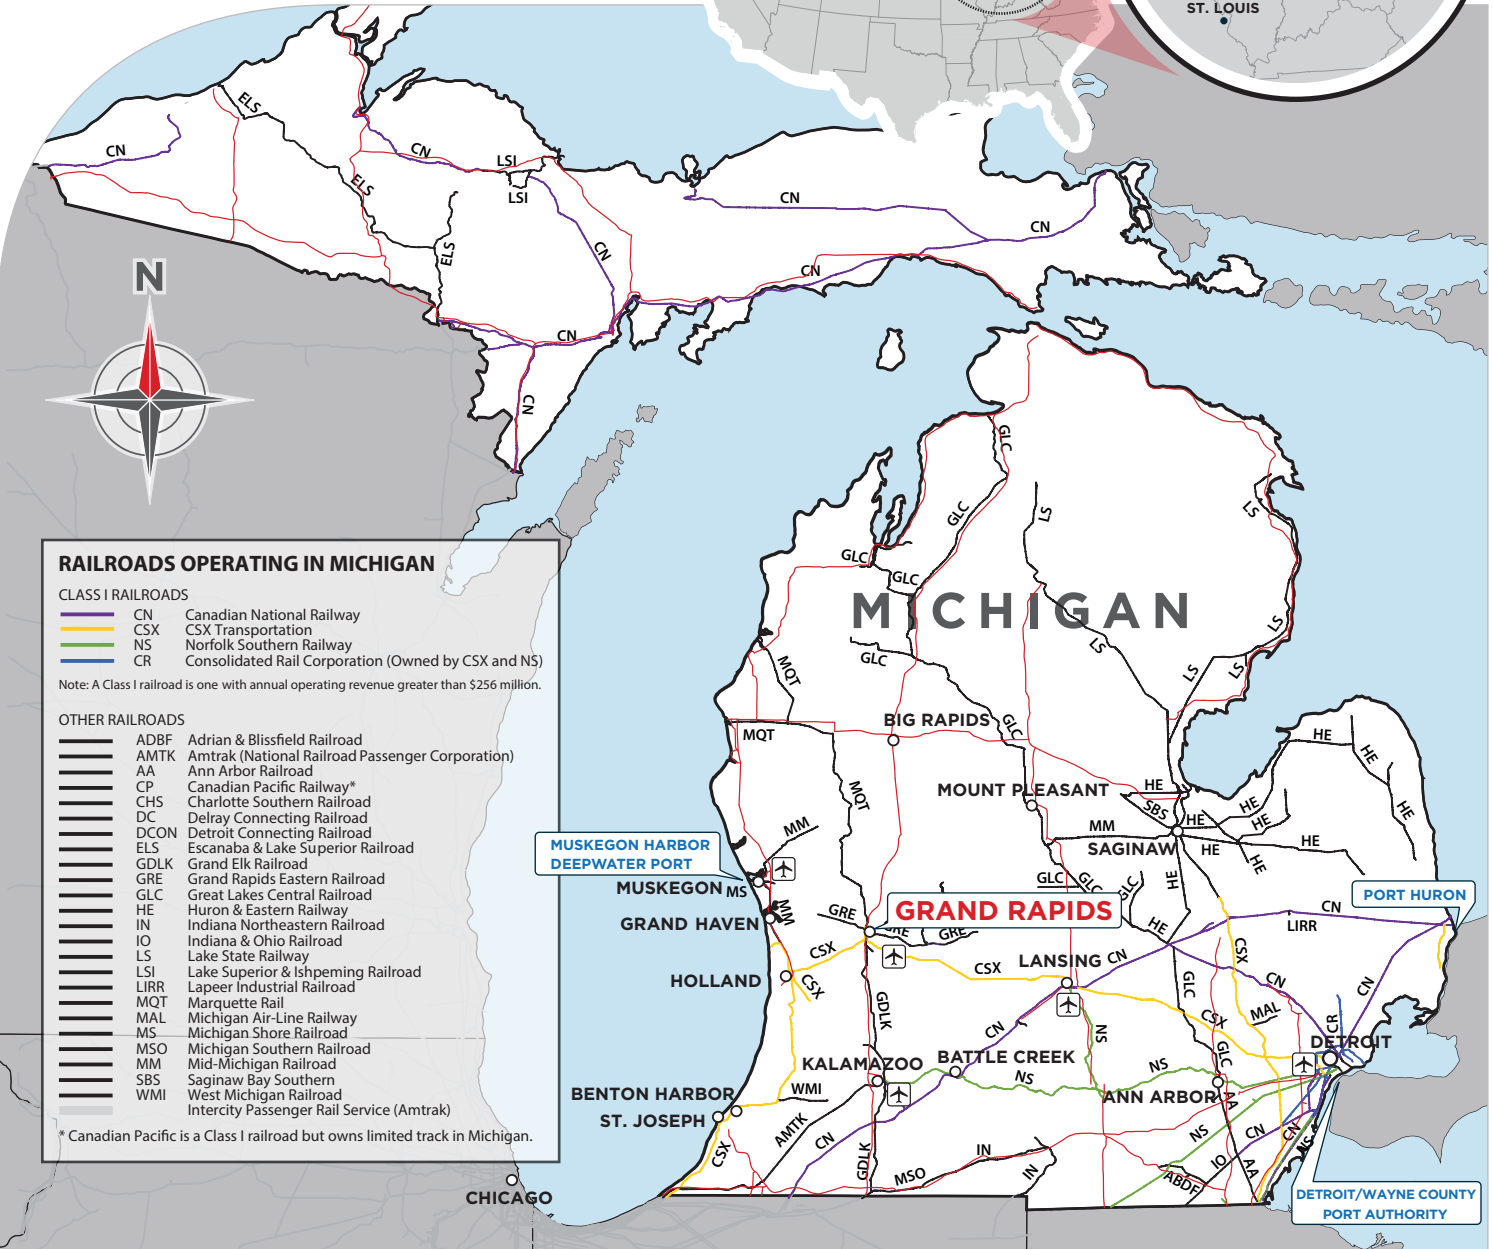 ST. LOUIS
ELS
CN
CN
LSI
ELS
LSI
CN
CN
ELS
CN
CN
N
CN
CN
GLC
GLC
LS
LS
GLC
GLC
MICHIGAN
LS
LS
GLC
MQT
LS
LS
BIG RAPIDS
GLC
MQT
HE
HE
MOUNT PLEASANT
HE
MQT
SBS
HE
HE
HE
MM
MM
HE
HE
SAGINAW
HE
HE
HE
MUSKEGON HARBOR
DEEPWATER PORT
MUSKEGON
MS
GLC
GLC
GLC
HE
PORT HURON
GRAND RAPIDS
GRAND HAVEN
MM
GRE
GRE
GRE
HE
CN
LIRR
CSX
CSX
LANSING
CN
CSX
HOLLAND
CSX
GLC
CN
CN
GDLK
MAL
CSX
CN
NS
CR
DETROIT
GLC
KALAMAZOO
BATTLE CREEK
NS
NS
WMI
ANN ARBOR
AA
BENTON HARBOR
ST. JOSEPH
AMTK
CN
NS
CN
CN
NS
CSX
GDLK
MSO
IN
IN
IO
AA
ABDF
DETROIT/WAYNE COUNTY
PORT AUTHORITY
CHICAGO
RAILROADS OPERATING IN MICHIGAN
CLASS I RAILROADS
CN Canadian National Railway
CSX CSX Transportation
NS Norfolk Southern Railway
CR Consolidated Rail Corporation (Owned by CSX and NS)
Note: A Class I railroad is one with annual operating revenue greater than $256 million.
OTHER RAILROADS
ADBF Adrian & Blissfield Railroad
AMTK Amtrak (National Railroad Passenger Corporation)
AA Ann Arbor Railroad
CP Canadian Pacific Railway*
CHS Charlotte Southern Railroad
DC Delray Connecting Railroad
DCON Detroit Connecting Railroad
ELS Escanaba & Lake Superior Railroad
GDLK Grand Elk Railroad
GRE Grand Rapids Eastern Railroad
GLC Great Lakes Central Railroad
HE Huron & Eastern Railway
IN Indiana Northeastern Railroad
IO Indiana & Ohio Railroad
LS Lake State Railway
LSI Lake Superior & Ishpeming Railroad
LIRR Lapeer Industrial Railroad
MQT Marquette Rail
MAL Michigan Air-Line Railway
MS Michigan Shore Railroad
MSO Michigan Southern Railroad
MM Mid-Michigan Railroad
SBS Saginaw Bay Southern
WMI West Michigan Railroad
Intercity Passenger Rail Service (Amtrak)
* Canadian Pacific is a Class I railroad but owns limited track in Michigan.